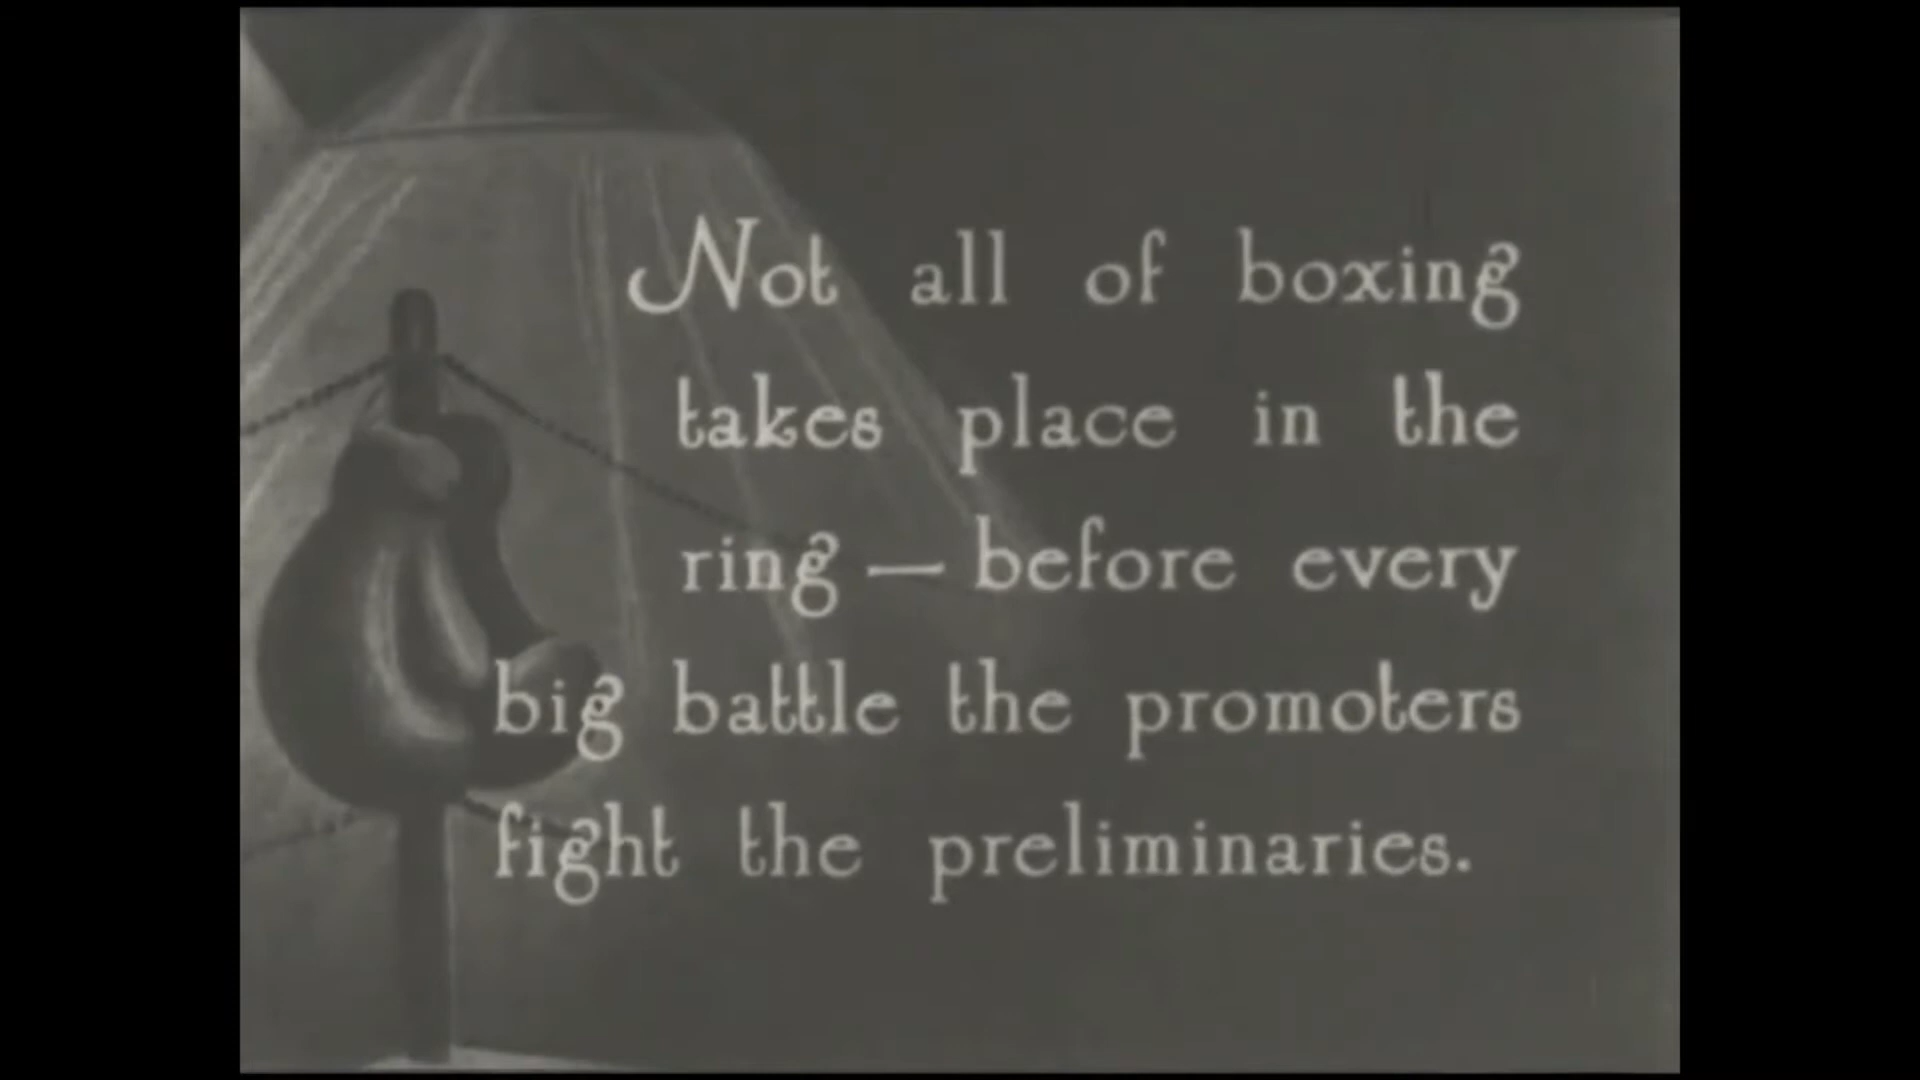 Not all of boxing
takes place in the
ring — before every
big battle the promoters
fight the preliminaries.